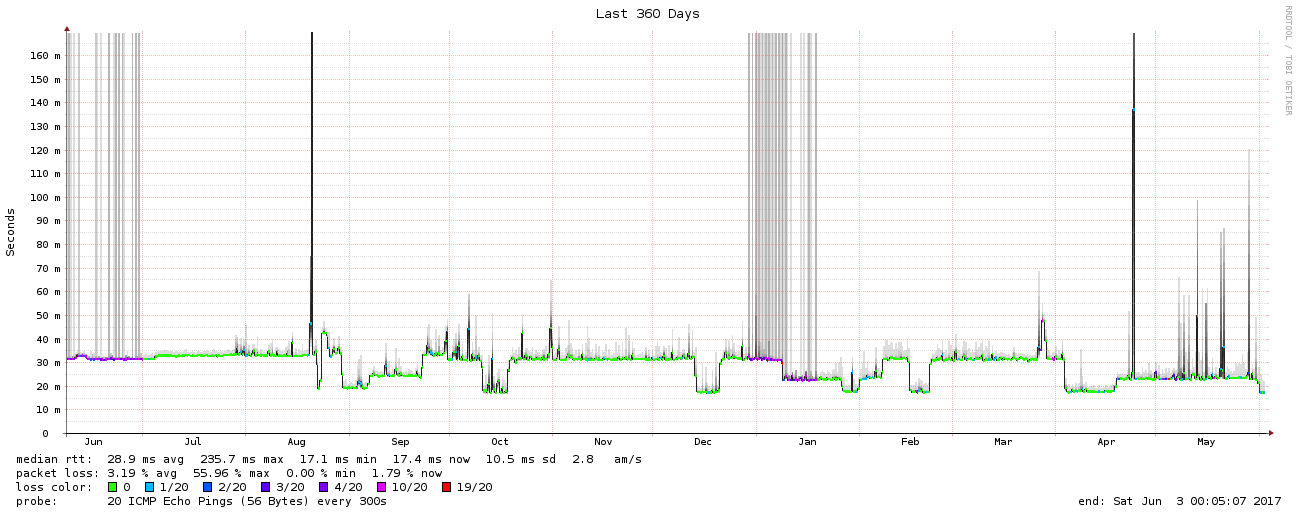 Last 360 Days
RRDTOOL / TOBI OETIKER
Seconds
160 m
150 m
140 m
130 m
120 m
110 m
100 m
90 m
80 m
70 m
60 m
50 m
40 m
30 m
20 m
10 m
0
Jun Jul Aug Sep Oct Nov Dec Jan Feb Mar Apr May
median rtt: 28.9 ms avg 235.7 ms max 17.1 ms min 17.4 ms now 10.5 ms sd 2.8 am/s
packet loss: 3.19 % avg 55.96 % max 0.00 % min 1.79 % now
loss color: 0 1/20 2/20 3/20 4/20 10/20 19/20
probe: 20 ICMP Echo Pings (56 Bytes) every 300s end: Sat Jun 3 00:05:07 2017